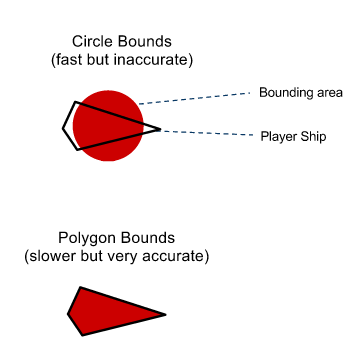 Circle Bounds
(fast but inaccurate)
Bounding area
Player Ship
Polygon Bounds
(slower but very accurate)